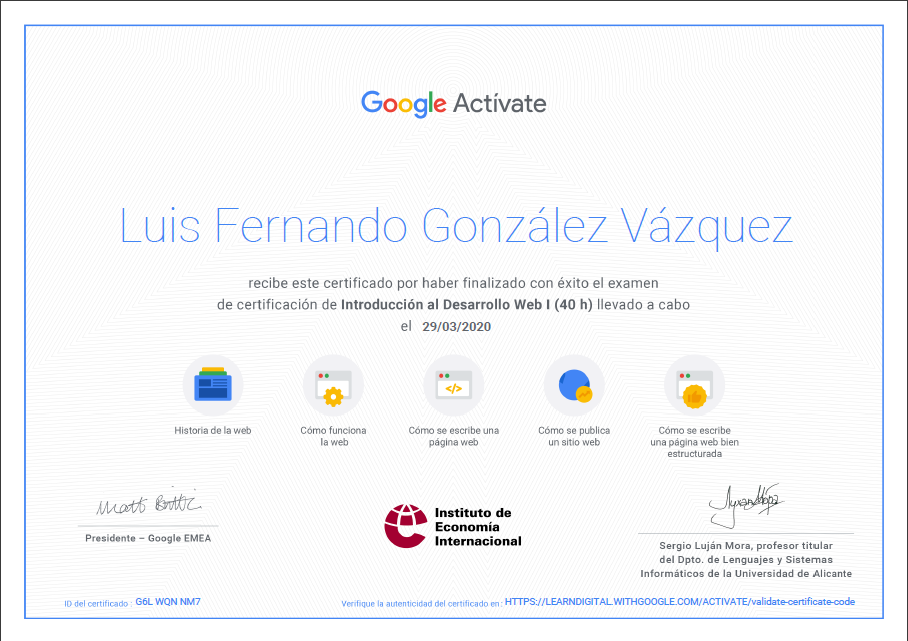 Google Actívate
Luis Fernando González Vázquez
recibe este certificado por haber finalizado con éxito el examen
de certificación de Introducción al Desarrollo Web I (40 h) llevado a cabo
el 29/03/2020
</>
Historia de la web
Cómo funciona
la web
Cómo se escribe una
página web
Cómo se publica
un sitio web
Cómo se escribe
una página web bien
estructurada
Matt Brittin
Presidente – Google EMEA
Instituto de
Economía
Internacional
Sergio Luján Mora, profesor titular
del Dpto. de Lenguajes y Sistemas
Informáticos de la Universidad de Alicante
ID del certificado : G6L WQN NM7
Verifique la autenticidad del certificado en: HTTPS://LEARNDIGITAL.WITHGOOGLE.COM/ACTIVATE/validate-certificate-code